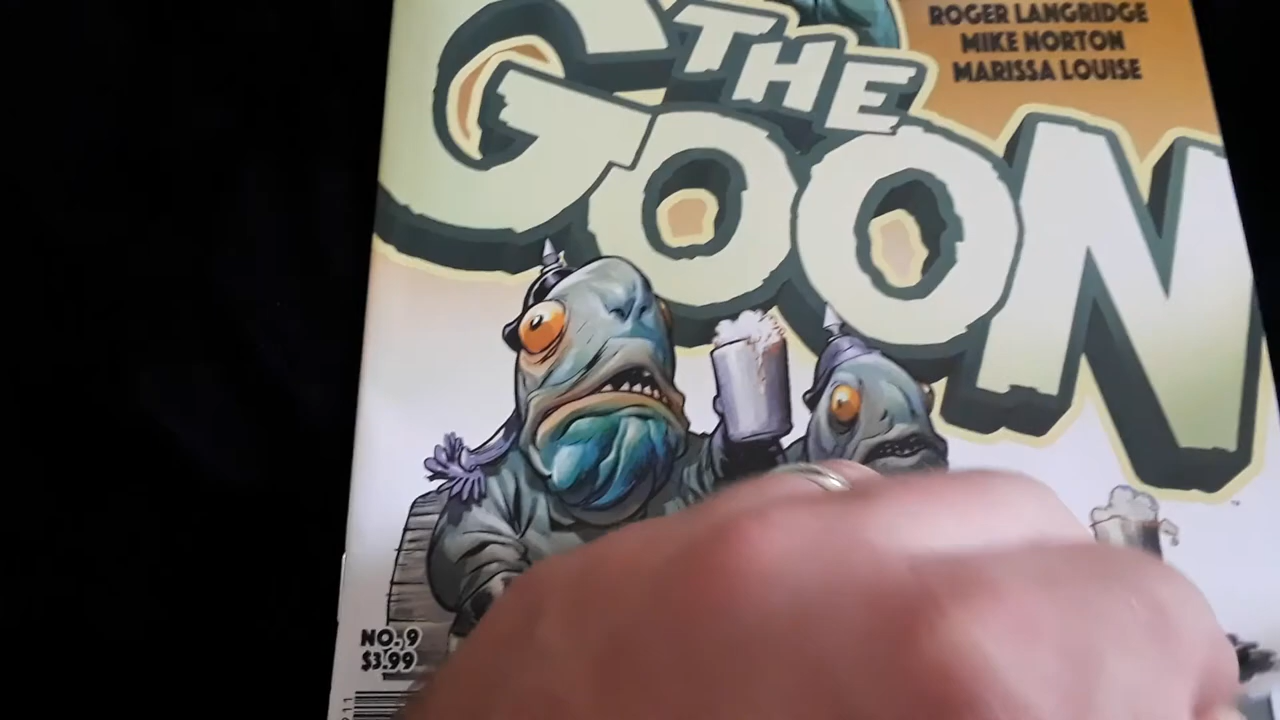 ROGER LANGRIDGE
MIKE NORTON
MARISSA LOUISE
THE
GOON
NO. 9
$3.99